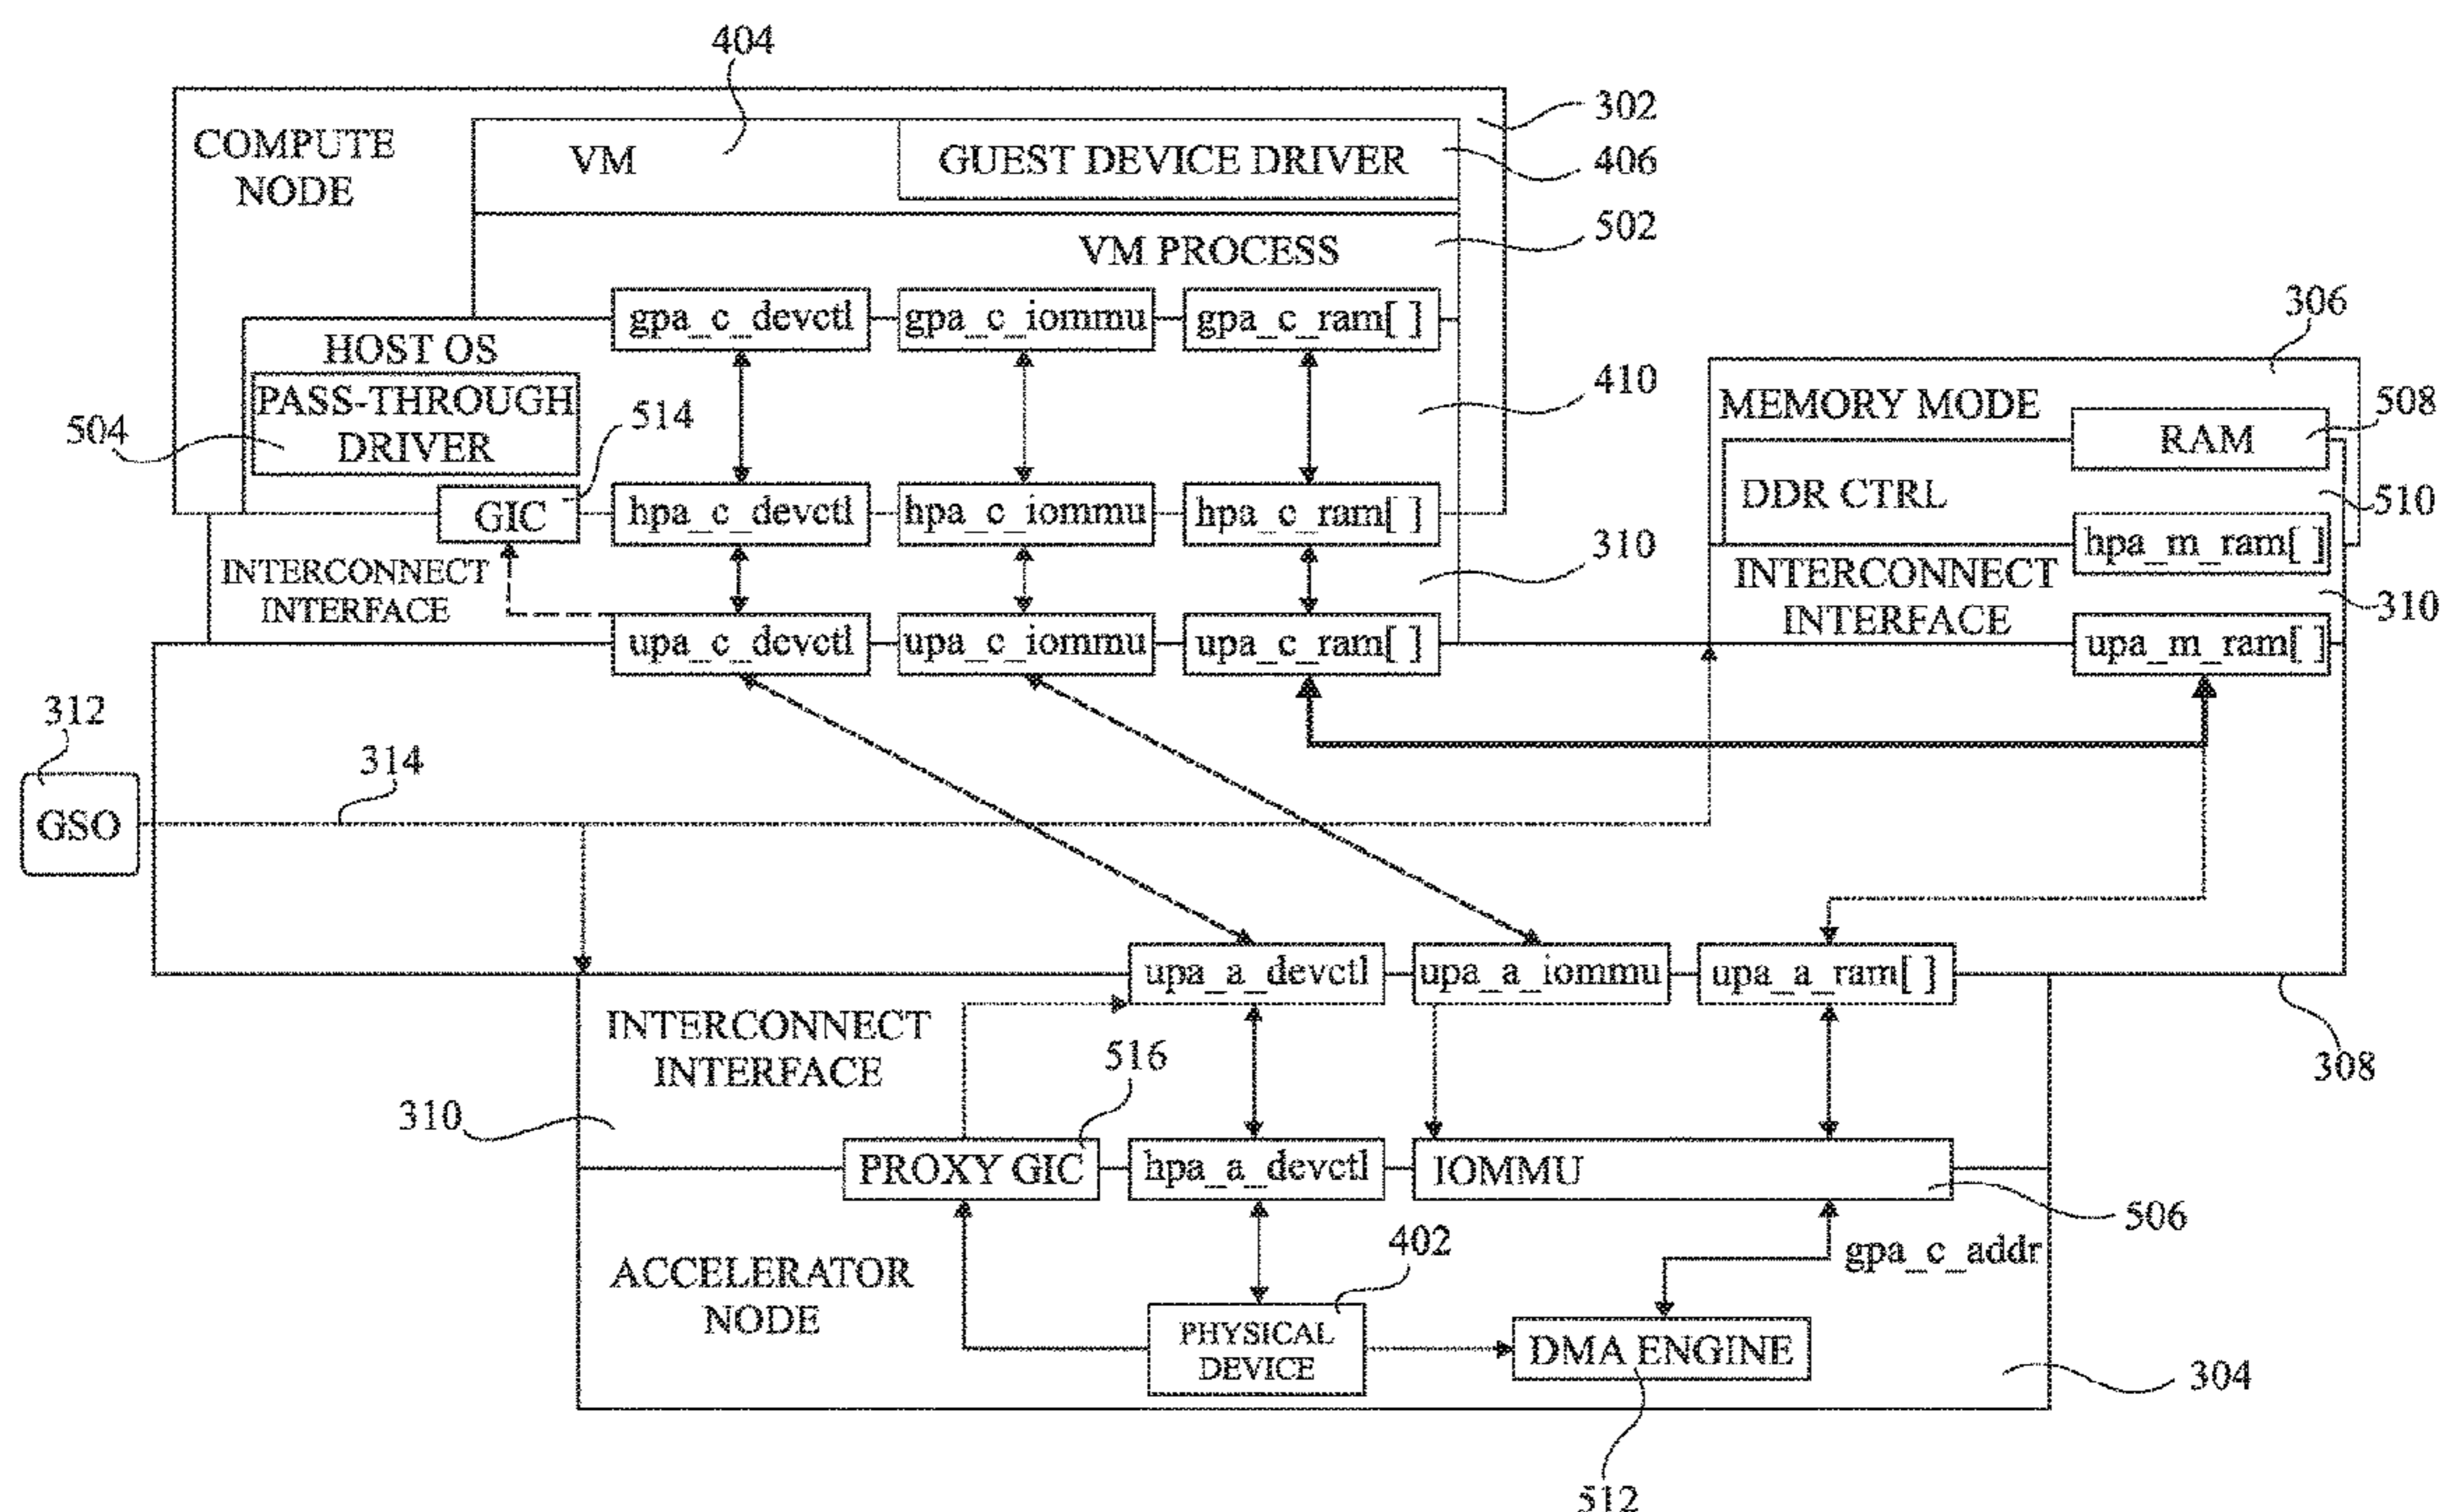 404
302
COMPUTE
NODE
VM
GUEST DEVICE DRIVER
406
502
VM PROCESS
gpa_c_devctl
gpa_c_iommu
gpa_c_ram[ ]
306
HOST OS
PASS-THROUGH
DRIVER
504
514
410
MEMORY MODE
508
RAM
GIC
hpa_c_devctl
hpa_c_iommu
hpa_c_ram[ ]
DDR CTRL
510
hpa_m_ram[ ]
INTERCONNECT
INTERFACE
310
INTERCONNECT
INTERFACE
310
upa_c_devctl
upa_c_iommu
upa_c_ram[ ]
upa_m_ram[ ]
312
314
GSO
upa_a_devctl
upa_a_iommu
upa_a_ram[ ]
INTERCONNECT
INTERFACE
516
308
310
PROXY GIC
hpa_a_devctl
IOMMU
506
402
gpa_c_addr
ACCELERATOR
NODE
PHYSICAL
DEVICE
DMA ENGINE
304
512